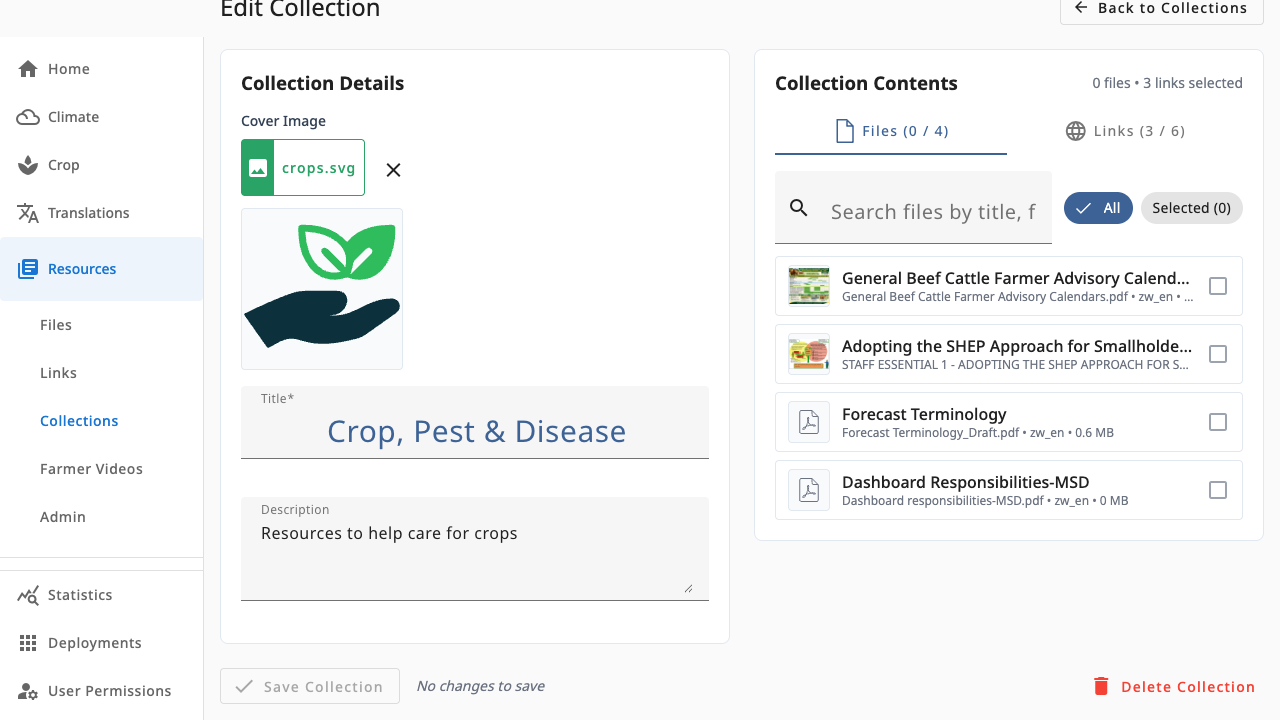 Edit Collection
Back to Collections
Home
Climate
Crop
Translations
Resources
Files
Links
Collections
Farmer Videos
Admin
Statistics
Deployments
User Permissions
Collection Details
Cover Image
crops.svg
Title*
Crop, Pest & Disease
Description
Resources to help care for crops
Save Collection
No changes to save
Collection Contents
0 files • 3 links selected
Files (0 / 4)
Links (3 / 6)
Search files by title, f
All
Selected (0)
General Beef Cattle Farmer Advisory Calend...
General Beef Cattle Farmer Advisory Calendars.pdf • zw_en • ...
Adopting the SHEP Approach for Smallholde...
STAFF ESSENTIAL 1 - ADOPTING THE SHEP APPROACH FOR S...
Forecast Terminology
Forecast Terminology_Draft.pdf • zw_en • 0.6 MB
Dashboard Responsibilities-MSD
Dashboard responsibilities-MSD.pdf • zw_en • 0 MB
Delete Collection